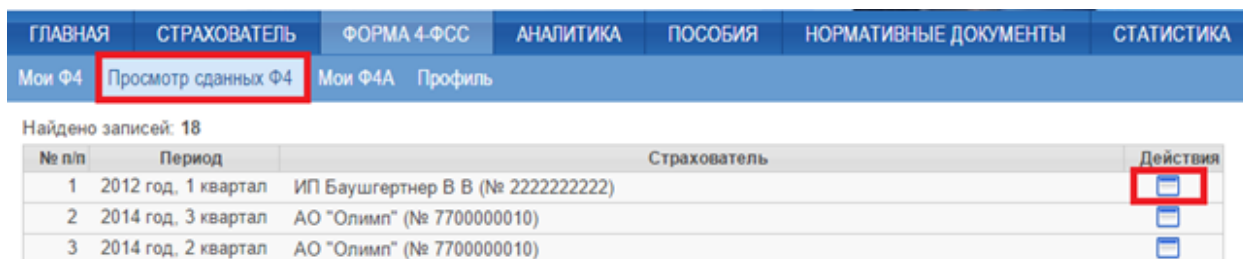 ГЛАВНАЯ СТРАХОВАТЕЛЬ ФОРМА 4-ФСС АНАЛИТИКА ПОСОБИЯ НОРМАТИВНЫЕ ДОКУМЕНТЫ СТАТИСТИКА
Мои Ф4 Просмотр сданных Ф4 Мои Ф4А Профиль
Найдено записей: 18
№ п/п Период Страхователь Действия
1 2012 год, 1 квартал ИП Баушгертнер В В (№ 2222222222)
2 2014 год, 3 квартал АО "Олимп" (№ 7700000010)
3 2014 год, 2 квартал АО "Олимп" (№ 7700000010)